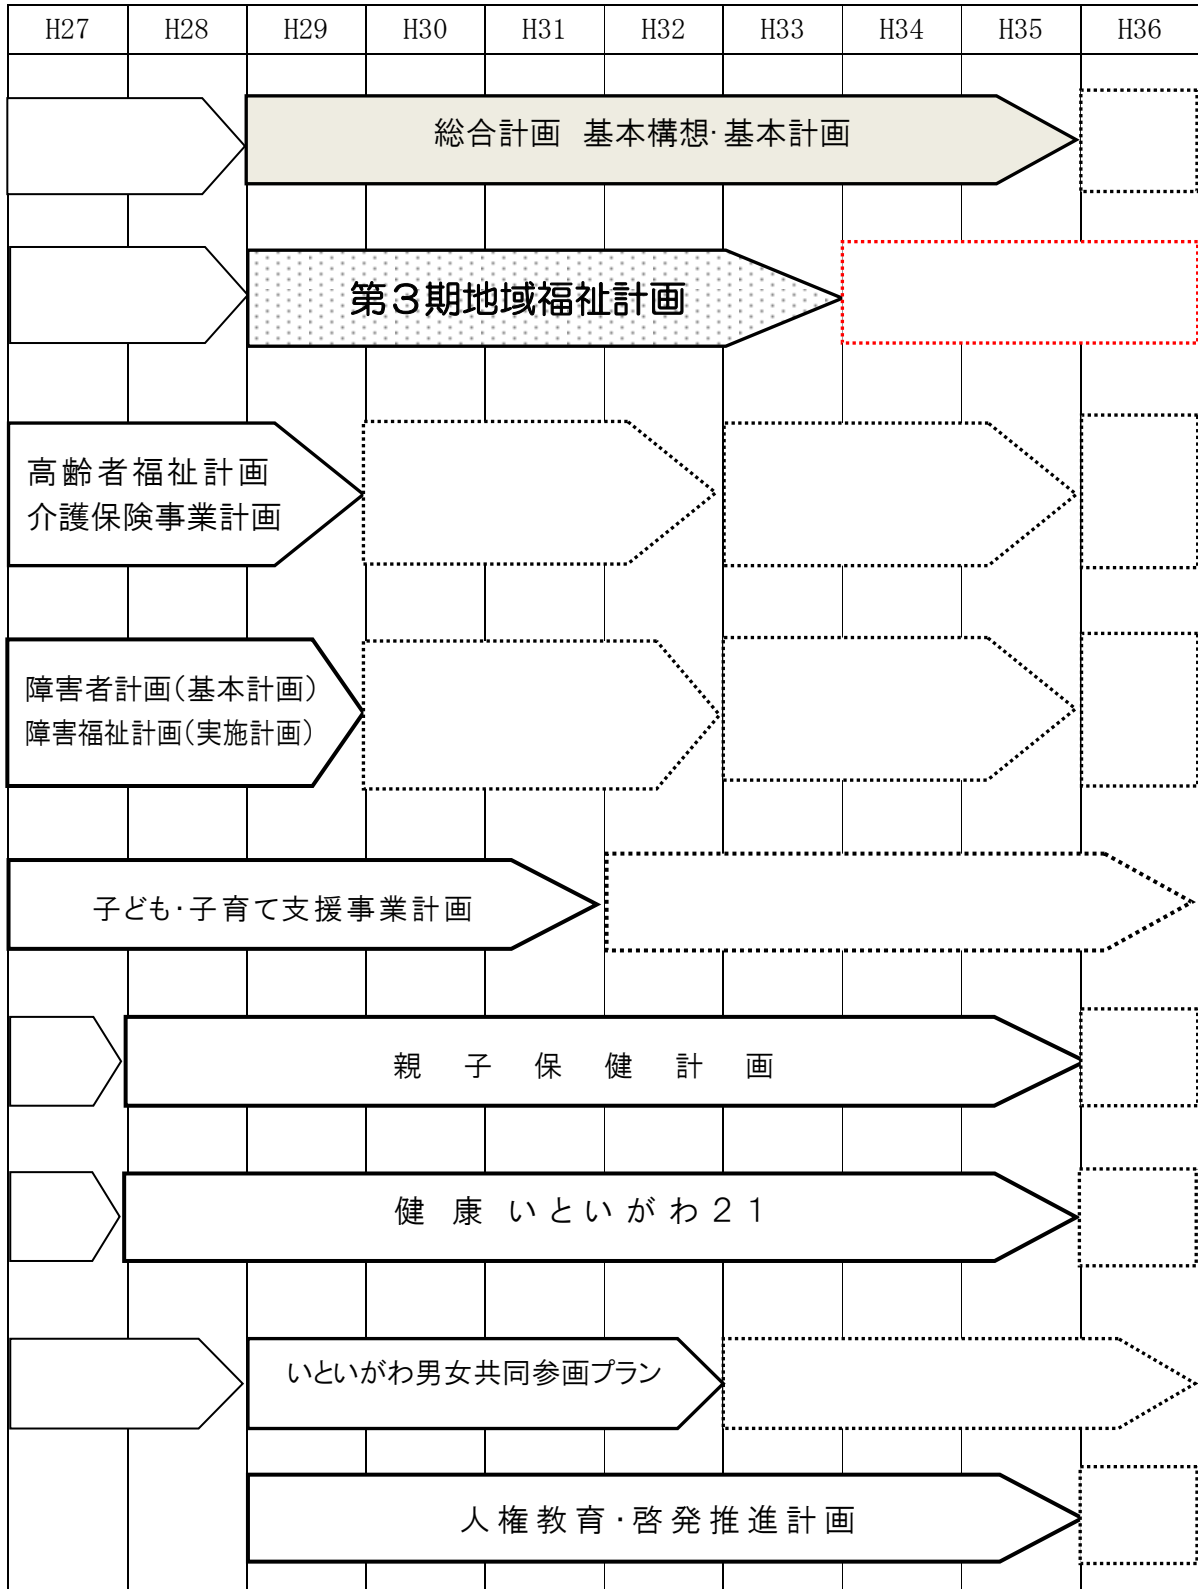 H27 H28 H29 H30 H31 H32 H33 H34 H35 H36
総合計画 基本構想・基本計画
第3期地域福祉計画
高齢者福祉計画
介護保険事業計画
障害者計画(基本計画)
障害福祉計画(実施計画)
子ども・子育て支援事業計画
親子保健計画
健康いといがわ21
いといがわ男女共同参画プラン
人権教育・啓発推進計画